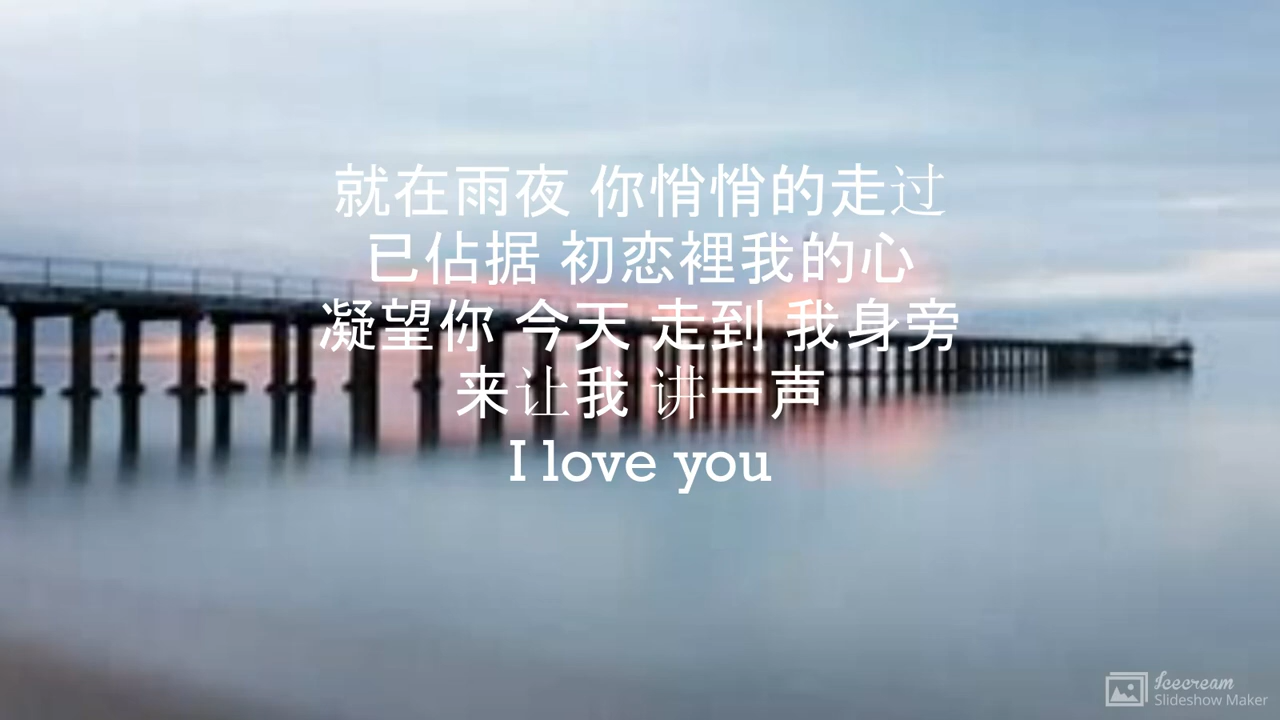 就在雨夜 你悄悄的走过
已佔据 初恋裡我的心
凝望你 今天 走到 我身旁
来让我 讲一声
I love you
Icecream
Slideshow Maker